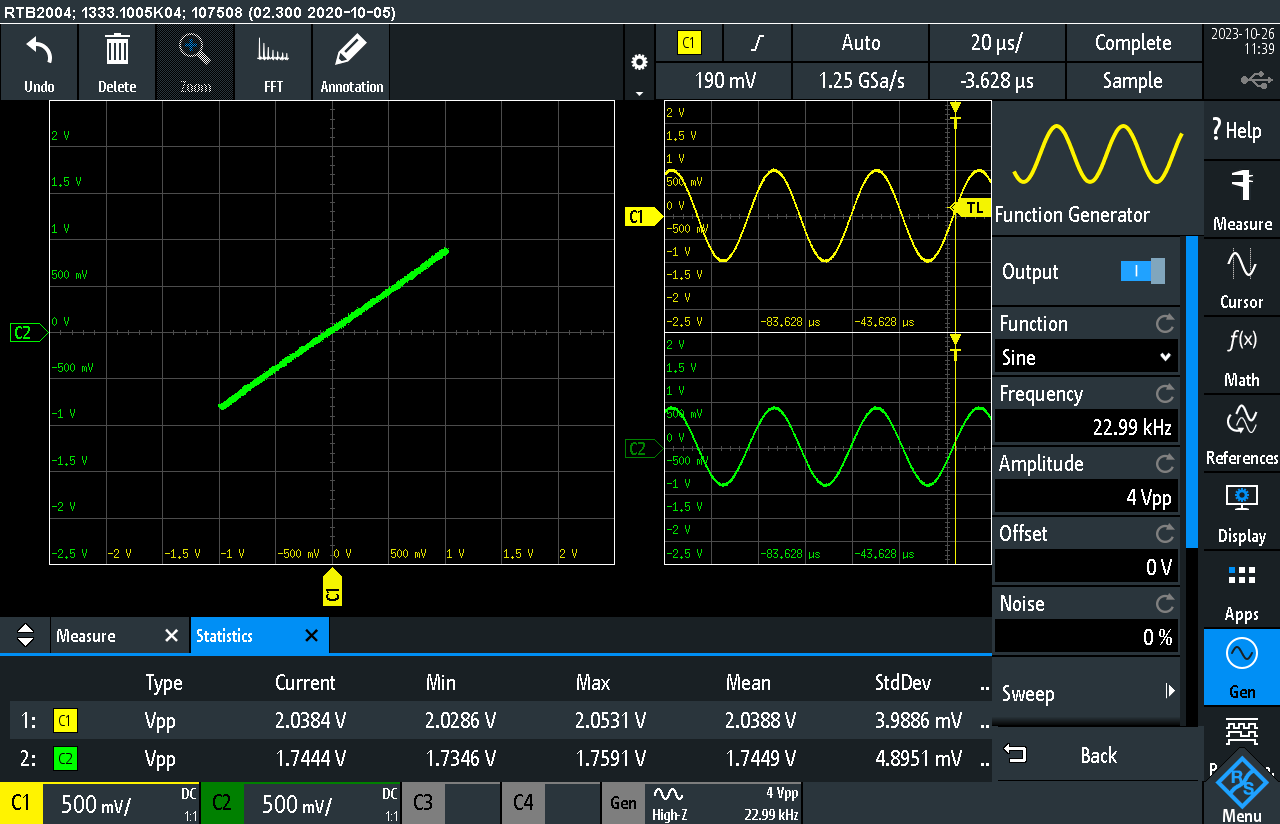 RTB2004; 1333.1005K04; 107508 (02.300 2020-10-05)
Undo
Delete
Zoom
FFT
Annotation
C1
Auto
20 µs/
Complete
190 mV
1.25 GSa/s
-3.628 µs
Sample
2023-10-26
11:39
2 V
1.5 V
1 V
500 mV
0 V
-500 mV
-1 V
-1.5 V
-2 V
-2.5 V
-2 V
-1.5 V
-1 V
-500 mV
0 V
500 mV
1 V
1.5 V
2 V
C2
C1
2 V
1.5 V
1 V
500 mV
0 V
-500 mV
-1 V
-1.5 V
-2 V
-2.5 V
-83.628 µs
-43.628 µs
T
TL
C1
2 V
1.5 V
1 V
500 mV
0 V
-500 mV
-1 V
-1.5 V
-2 V
-2.5 V
-83.628 µs
-43.628 µs
T
C2
Function Generator
Output
Function
Sine
Frequency
22.99 kHz
Amplitude
4 Vpp
Offset
0 V
Noise
0 %
Sweep
Back
? Help
Measure
Cursor
f(x)
Math
References
Display
Apps
Gen
R&S
Menu
Measure
Statistics
Type Current Min Max Mean StdDev ..
1: C1 Vpp 2.0384 V 2.0286 V 2.0531 V 2.0388 V 3.9886 mV ..
2: C2 Vpp 1.7444 V 1.7346 V 1.7591 V 1.7449 V 4.8951 mV ..
C1 500 mV/ DC 1:1
C2 500 mV/ DC 1:1
C3
C4
Gen
High-Z
4 Vpp
22.99 kHz